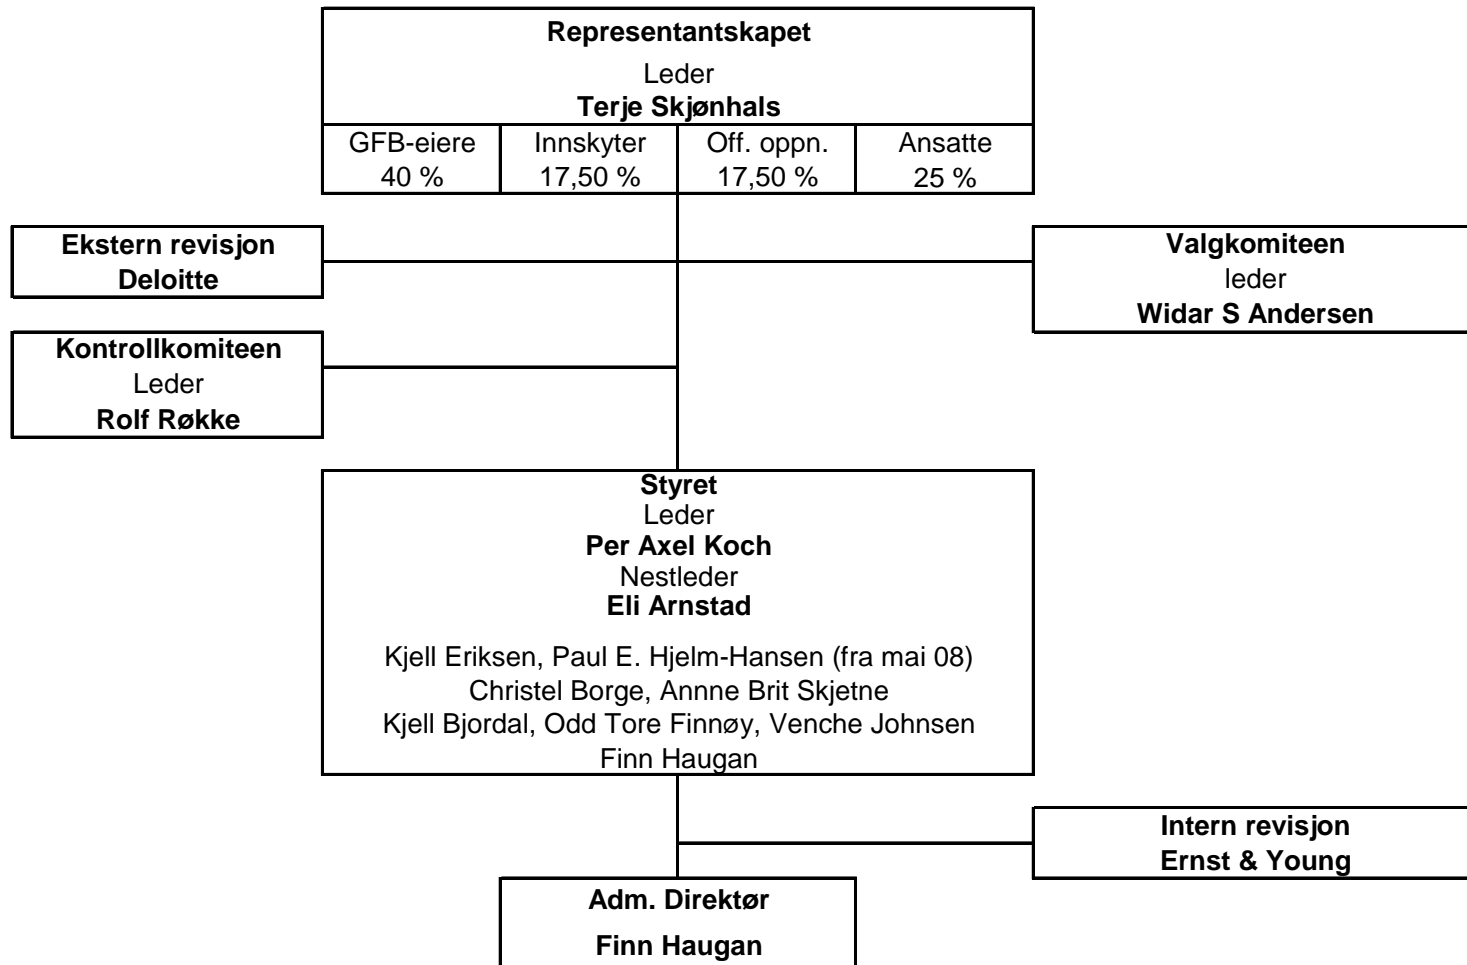 Representantskapet
Leder
Terje Skjønhals
GFB-eiere Innskyter Off. oppn. Ansatte
40 % 17,50 % 17,50 % 25 %
Ekstern revisjon
Deloitte
Valgkomiteen
leder
Widar S Andersen
Kontrollkomiteen
Leder
Rolf Røkke
Styret
Leder
Per Axel Koch
Nestleder
Eli Arnstad
Kjell Eriksen, Paul E. Hjelm-Hansen (fra mai 08)
Christel Borge, Annne Brit Skjetne
Kjell Bjordal, Odd Tore Finnøy, Venche Johnsen
Finn Haugan
Intern revisjon
Ernst & Young
Adm. Direktør
Finn Haugan